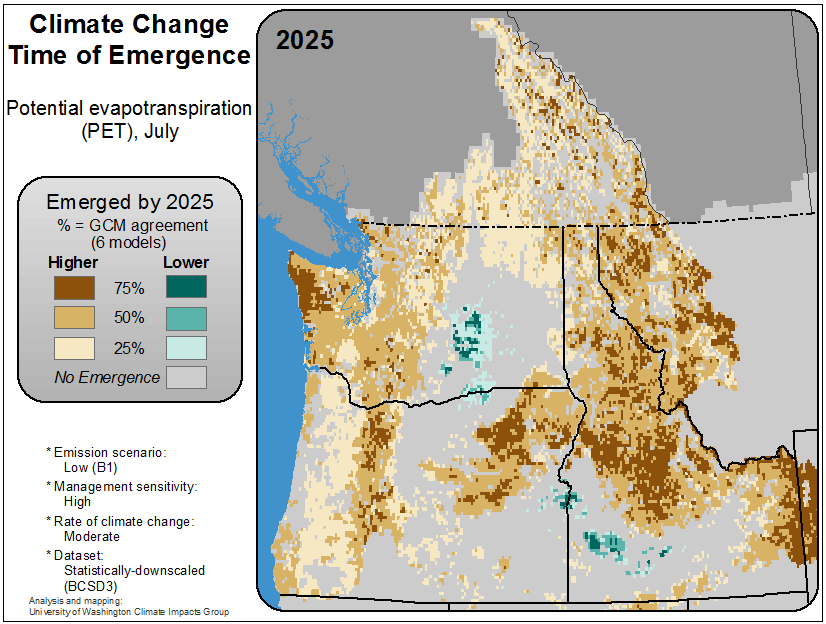 Climate Change
Time of Emergence
Potential evapotranspiration
(PET), July
2025
Emerged by 2025
% = GCM agreement
(6 models)
Higher Lower
75%
50%
25%
No Emergence
* Emission scenario:
Low (B1)
* Management sensitivity:
High
* Rate of climate change:
Moderate
* Dataset:
Statistically-downscaled
(BCSD3)
Analysis and mapping:
University of Washington Climate Impacts Group